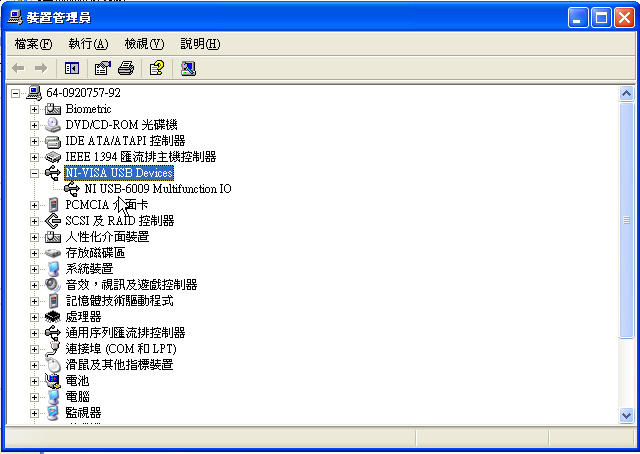 裝置管理員
檔案(F) 執行(A) 檢視(V) 說明(H)
64-0920757-92
Biometric
DVD/CD-ROM 光碟機
IDE ATA/ATAPI 控制器
IEEE 1394 匯流排主機控制器
NI-VISA USB Devices
NI USB-6009 Multifunction IO
PCMCIA 介面卡
SCSI 及 RAID 控制器
人性化介面裝置
存放磁碟區
系統裝置
音效，視訊及遊戲控制器
記憶體技術驅動程式
處理器
通用序列匯流排控制器
連接埠 (COM 和 LPT)
滑鼠及其他指標裝置
電池
電腦
監視器